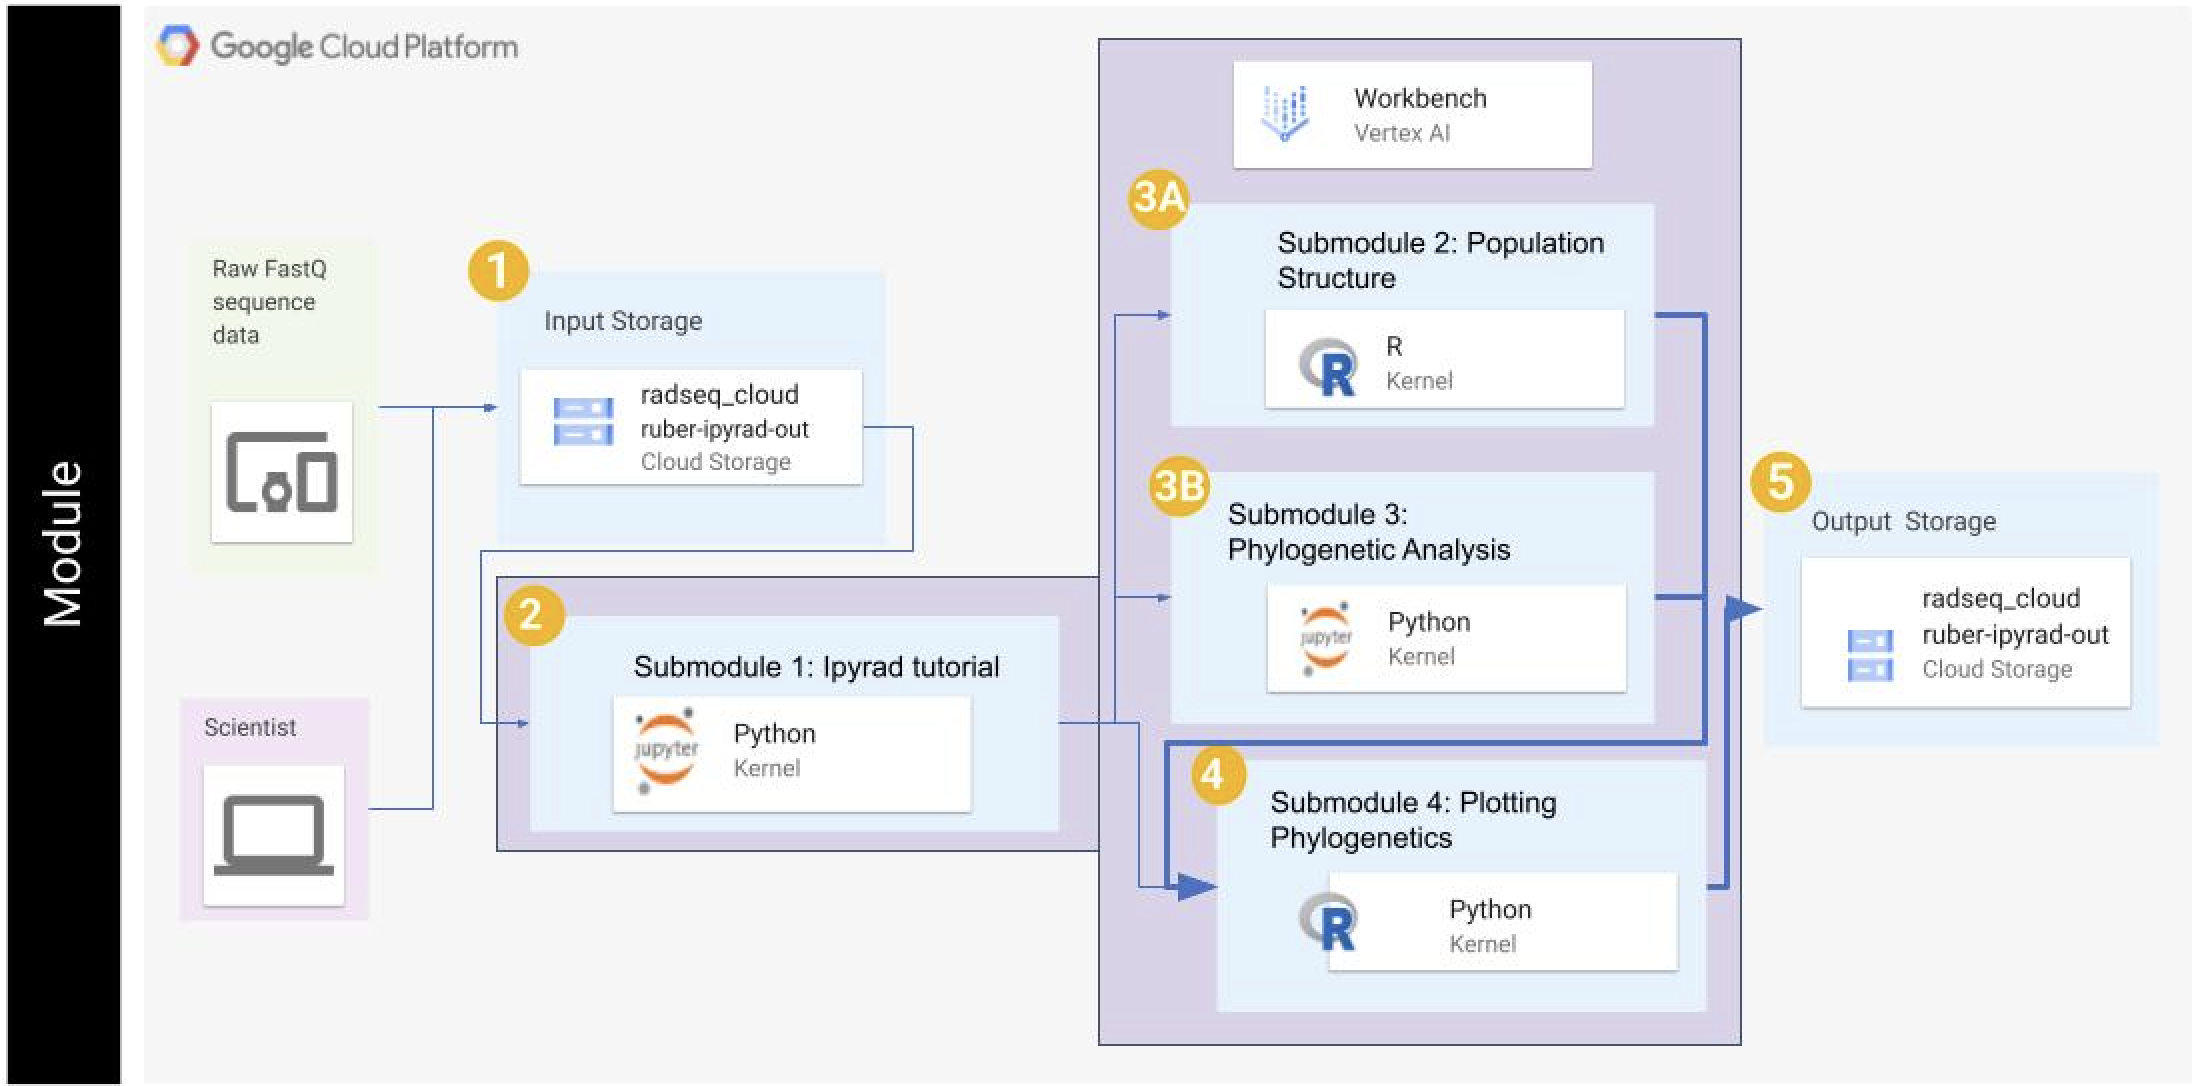 Module
Google Cloud Platform
Workbench
Vertex AI
Raw FastQ
sequence
data
1
Input Storage
radseq_cloud
ruber-ipyrad-out
Cloud Storage
Scientist
2
Submodule 1: Ipyrad tutorial
jupyter
Python
Kernel
3A
Submodule 2: Population
Structure
R
R
Kernel
3B
Submodule 3:
Phylogenetic Analysis
jupyter
Python
Kernel
4
Submodule 4: Plotting
Phylogenetics
R
Python
Kernel
5
Output Storage
radseq_cloud
ruber-ipyrad-out
Cloud Storage